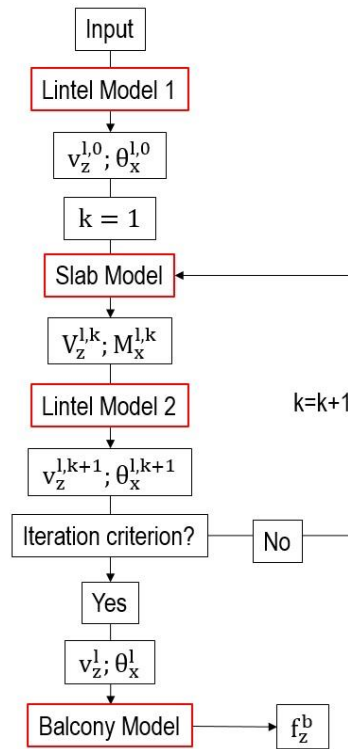 Input
Lintel Model 1
v_z^{l,0}; θ_x^{l,0}
k = 1
Slab Model
V_z^{l,k}; M_x^{l,k}
Lintel Model 2
k=k+1
v_z^{l,k+1}; θ_x^{l,k+1}
Iteration criterion?
No
Yes
v_z^l; θ_x^l
Balcony Model
f_z^b